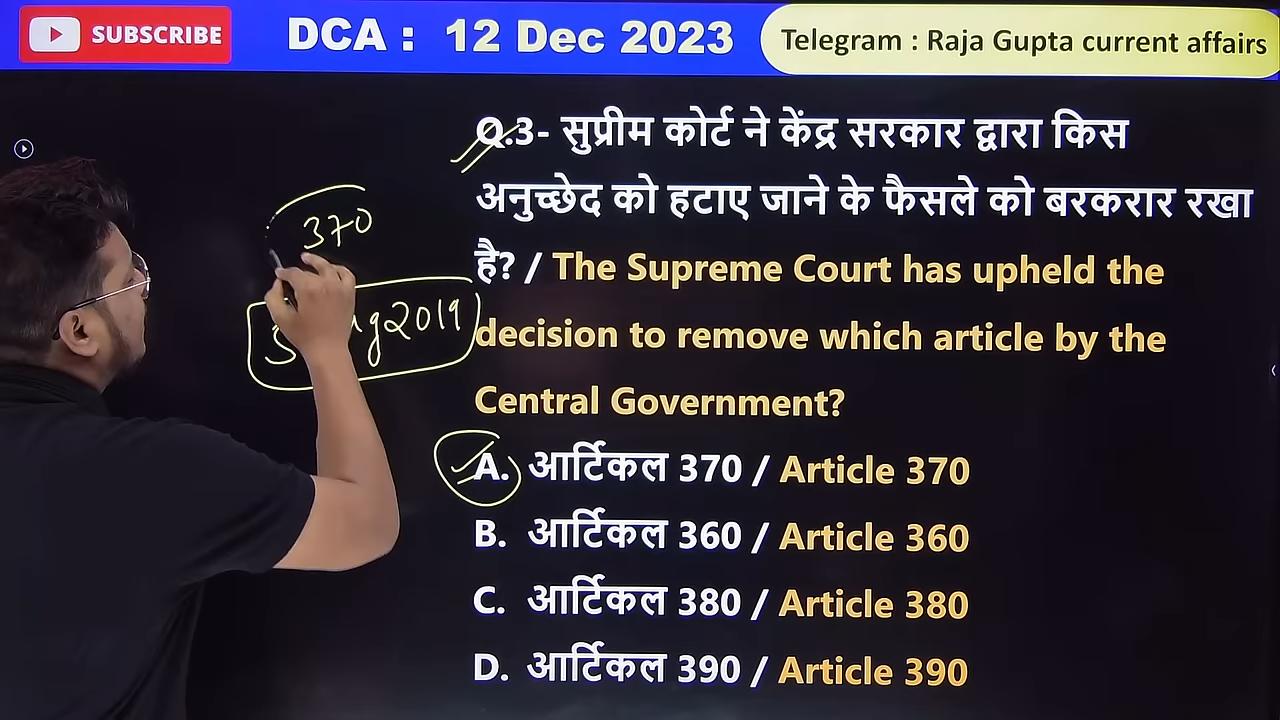 SUBSCRIBE
DCA : 12 Dec 2023
Telegram : Raja Gupta current affairs
Q.3- सुप्रीम कोर्ट ने केंद्र सरकार द्वारा किस
अनुच्छेद को हटाए जाने के फैसले को बरकरार रखा
है? / The Supreme Court has upheld the
decision to remove which article by the
Central Government?
A. आर्टिकल 370 / Article 370
B. आर्टिकल 360 / Article 360
C. आर्टिकल 380 / Article 380
D. आर्टिकल 390 / Article 390
370
2019